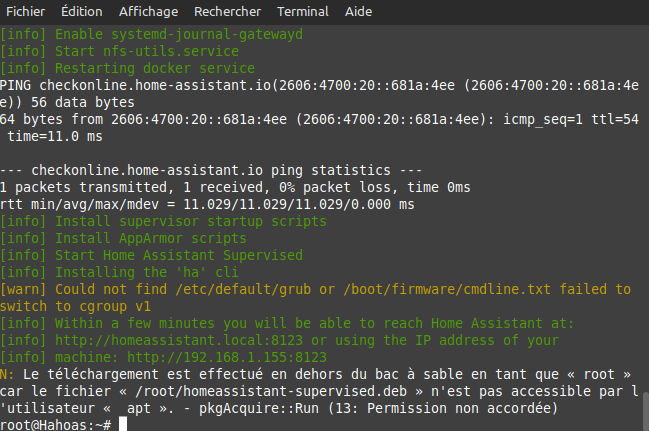 Fichier Édition Affichage Rechercher Terminal Aide
[info] Enable systemd-journal-gatewayd
[info] Start nfs-utils.service
[info] Restarting docker service
PING checkonline.home-assistant.io(2606:4700:20::681a:4ee (2606:4700:20::681a:4e
e)) 56 data bytes
64 bytes from 2606:4700:20::681a:4ee (2606:4700:20::681a:4ee): icmp_seq=1 ttl=54
 time=11.0 ms

--- checkonline.home-assistant.io ping statistics ---
1 packets transmitted, 1 received, 0% packet loss, time 0ms
rtt min/avg/max/mdev = 11.029/11.029/11.029/0.000 ms
[info] Install supervisor startup scripts
[info] Install AppArmor scripts
[info] Start Home Assistant Supervised
[info] Installing the 'ha' cli
[warn] Could not find /etc/default/grub or /boot/firmware/cmdline.txt failed to
switch to cgroup v1
[info] Within a few minutes you will be able to reach Home Assistant at:
[info] http://homeassistant.local:8123 or using the IP address of your
[info] machine: http://192.168.1.155:8123
N: Le téléchargement est effectué en dehors du bac à sable en tant que « root »
car le fichier « /root/homeassistant-supervised.deb » n'est pas accessible par l
'utilisateur « _apt ». - pkgAcquire::Run (13: Permission non accordée)
root@Hahoas:~#